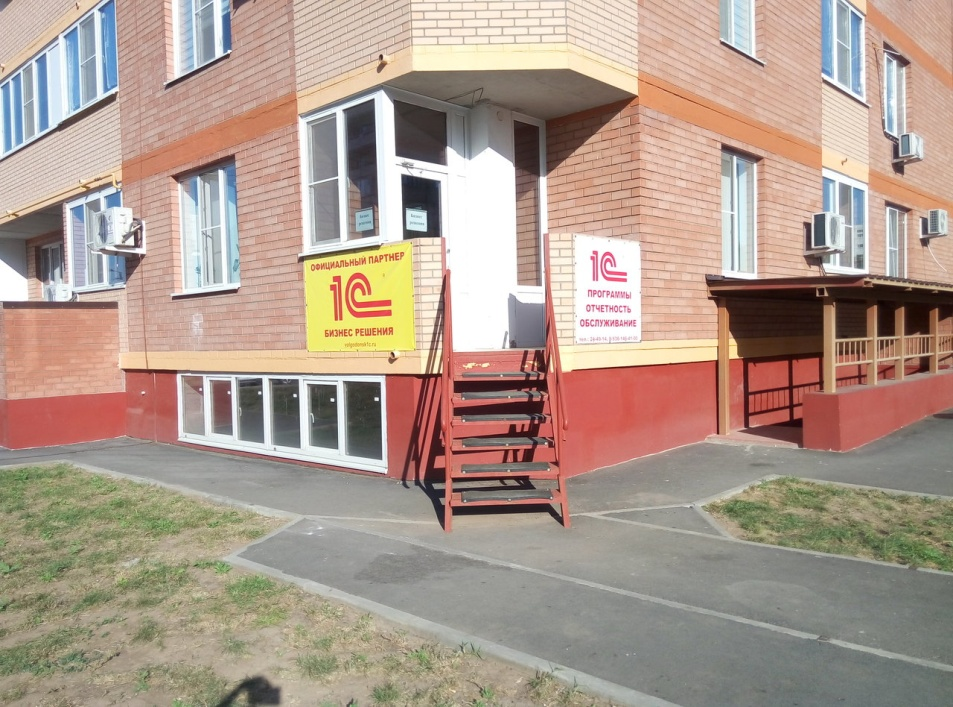 ОФИЦИАЛЬНЫЙ ПАРТНЕР
1С
БИЗНЕС РЕШЕНИЯ
1С
ПРОГРАММЫ
ОТЧЕТНОСТЬ
ОБСЛУЖИВАНИЕ